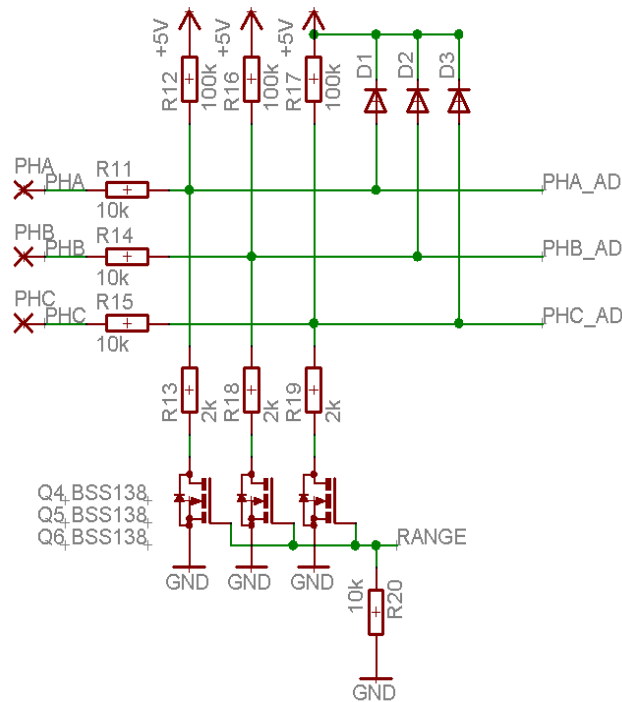 +5V
+5V
+5V
R12
100k
R16
100k
R17
100k
D1
D2
D3
PHA
PHA
R11
10k
PHA_AD
PHB
PHB
R14
10k
PHB_AD
PHC
PHC
R15
10k
PHC_AD
R13
2k
R18
2k
R19
2k
Q4 BSS138
Q5 BSS138
Q6 BSS138
RANGE
GND
GND
GND
10k
R20
GND